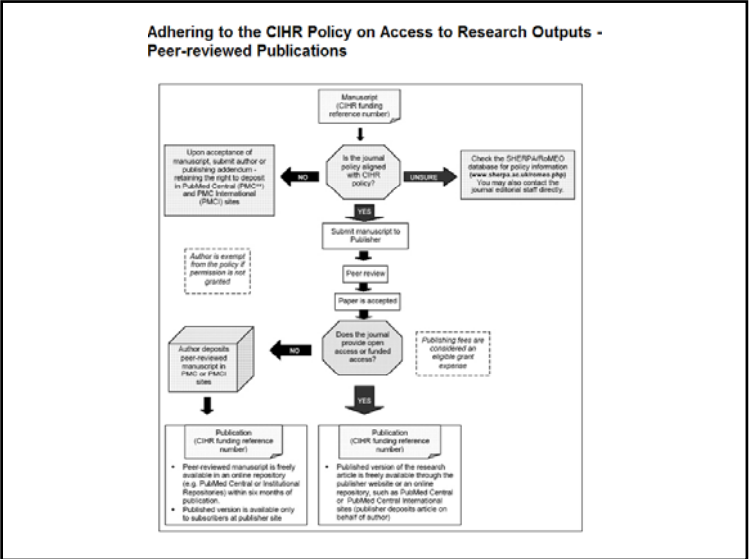 Adhering to the CIHR Policy on Access to Research Outputs -
Peer-reviewed Publications
Manuscript
(CIHR funding
reference number)
Upon acceptance of
manuscript, submit author or
publishing addendum -
retaining the right to deposit
in PubMed Central (PMC**)
and PMC International
(PMCI) sites
NO
Is the journal
policy aligned
with CIHR
policy?
UNSURE
Check the SHERPA/RoMEO
database for policy information
(www.sherpa.ac.uk/romeo.php)
You may also contact the
journal editorial staff directly.
YES
Submit manuscript to
Publisher
Author is exempt
from the policy if
permission is not
granted
Peer review
Paper is accepted
Author deposits
peer-reviewed
manuscript in
PMC or PMCI
sites
NO
Does the journal
provide open
access or funded
access?
Publishing fees are
considered an
eligible grant
expense
YES
Publication
(CIHR funding reference
number)
• Peer-reviewed manuscript is freely
available in an online repository
(e.g. PubMed Central or Institutional
Repositories) within six months of
publication.
• Published version is available only
to subscribers at publisher site
Publication
(CIHR funding reference
number)
• Published version of the research
article is freely available through the
publisher website or an online
repository, such as PubMed Central
or PubMed Central International
sites (publisher deposits article on
behalf of author)